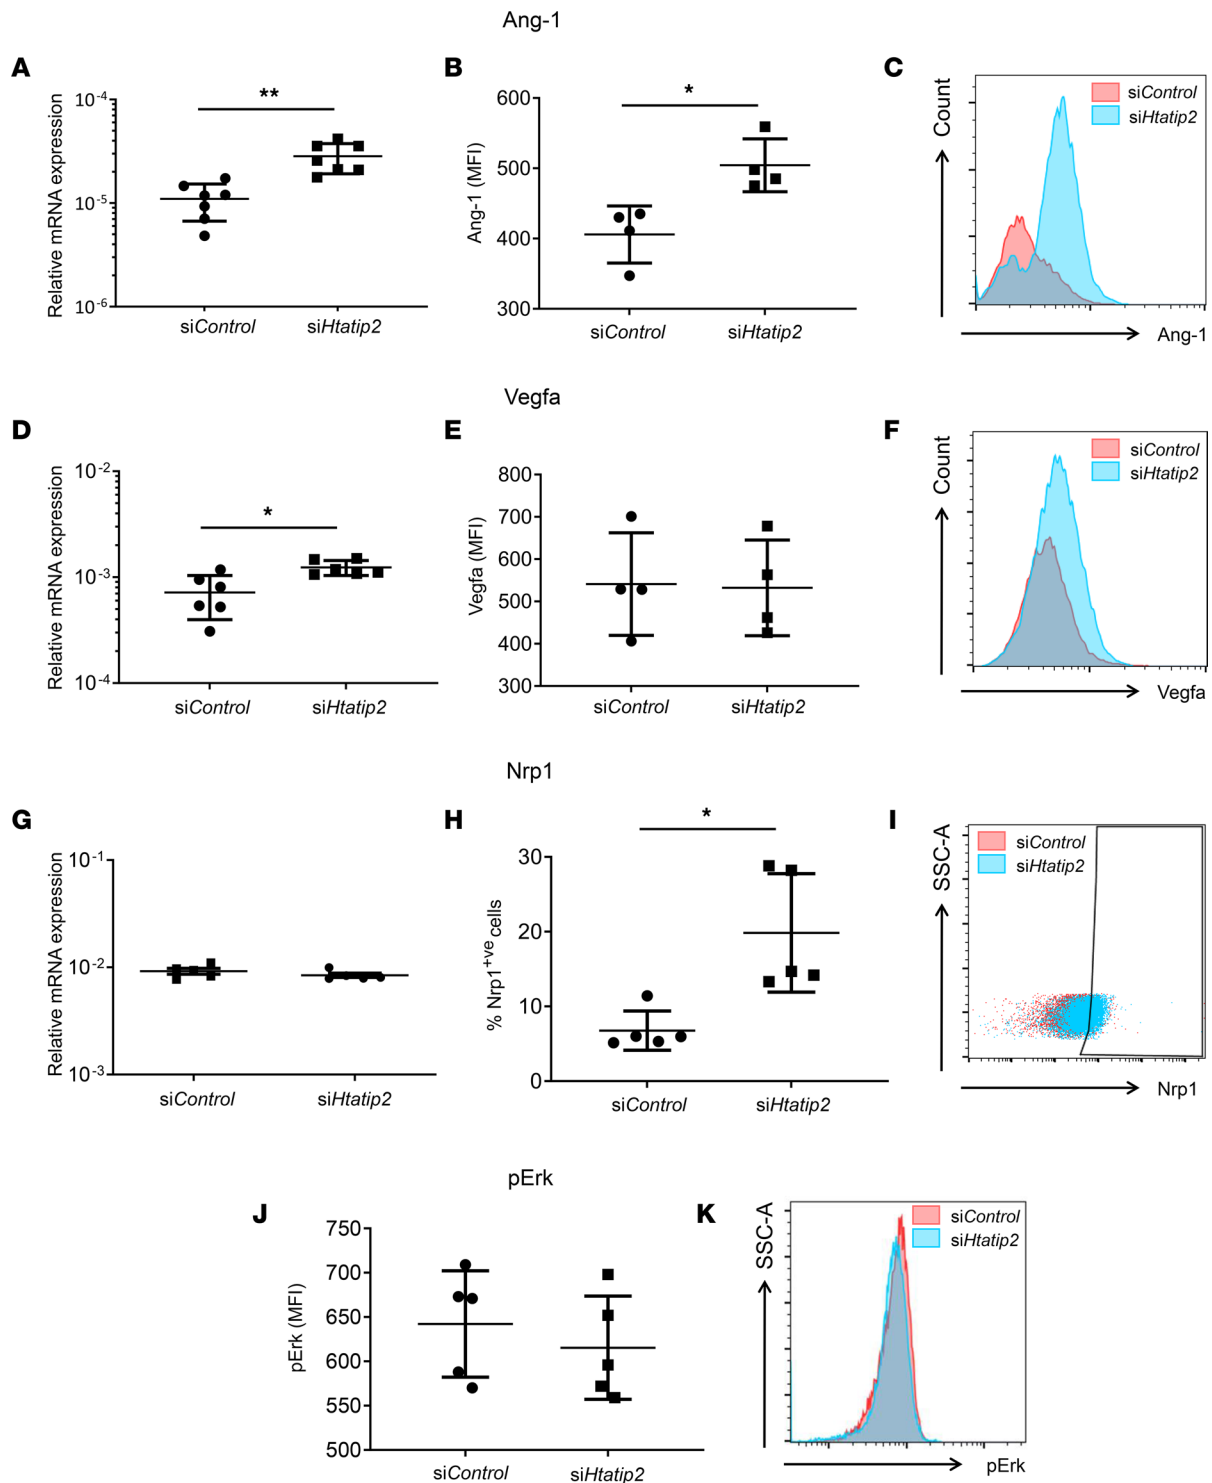 Ang-1
A
Relative mRNA expression
10-4
10-5
10-6
**
siControl
siHtatip2
B
Ang-1 (MFI)
600
500
400
300
*
siControl
siHtatip2
C
Count
siControl
siHtatip2
Ang-1
Vegfa
D
Relative mRNA expression
10-2
10-3
10-4
*
siControl
siHtatip2
E
Vegfa (MFI)
800
700
600
500
400
300
siControl
siHtatip2
F
Count
siControl
siHtatip2
Vegfa
Nrp1
G
Relative mRNA expression
10-1
10-2
10-3
siControl
siHtatip2
H
% Nrp1+ve cells
30
20
10
0
*
siControl
siHtatip2
I
SSC-A
siControl
siHtatip2
Nrp1
pErk
J
pErk (MFI)
750
700
650
600
550
500
siControl
siHtatip2
K
SSC-A
siControl
siHtatip2
pErk